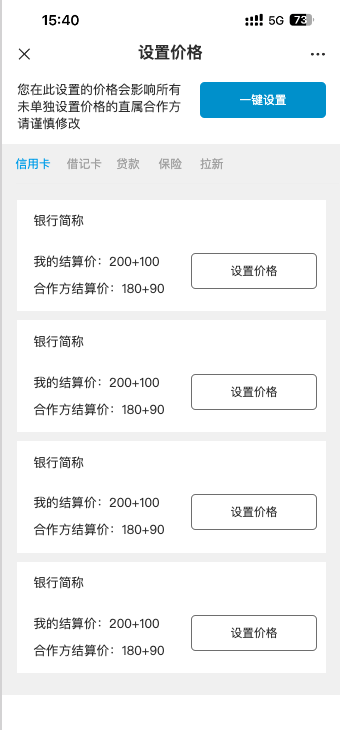 15:40 5G 73
设置价格
您在此设置的价格会影响所有
未单独设置价格的直属合作方
请谨慎修改
一键设置
信用卡 借记卡 贷款 保险 拉新
银行简称
我的结算价：200+100
合作方结算价：180+90
设置价格
银行简称
我的结算价：200+100
合作方结算价：180+90
设置价格
银行简称
我的结算价：200+100
合作方结算价：180+90
设置价格
银行简称
我的结算价：200+100
合作方结算价：180+90
设置价格